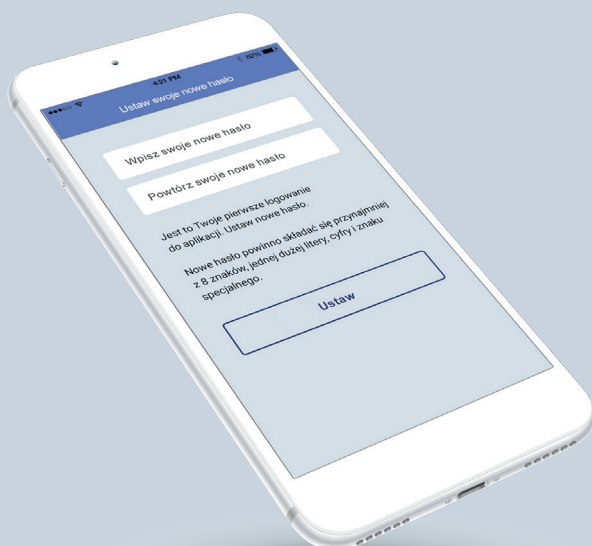 4:21 PM
82%
Ustaw swoje nowe hasło
Wpisz swoje nowe hasło
Powtórz swoje nowe hasło
Jest to Twoje pierwsze logowanie
do aplikacji. Ustaw nowe hasło.
Nowe hasło powinno składać się przynajmniej
z 8 znaków, jednej dużej litery, cyfry i znaku
specjalnego.
Ustaw